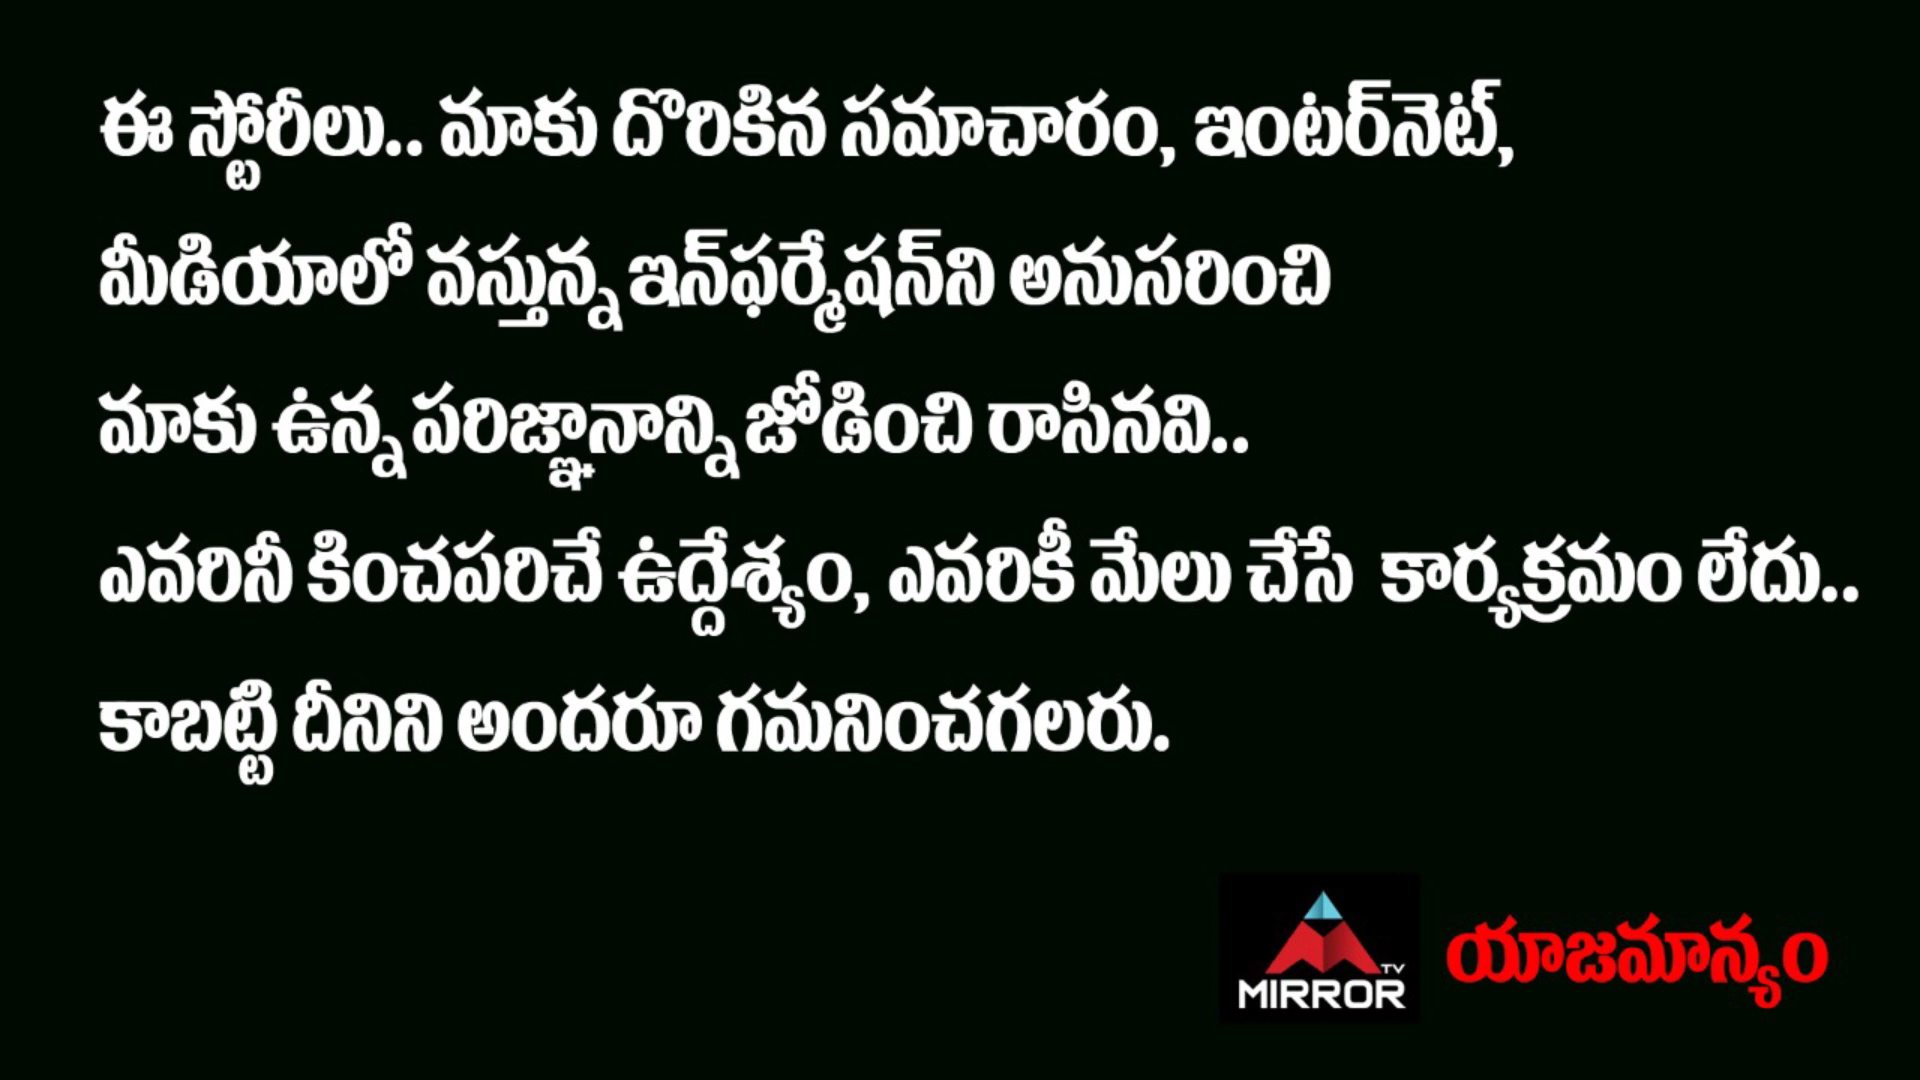 ఈ స్టోరీలు.. మాకు దొరికిన సమాచారం, ఇంటర్‌నెట్,
మీడియాలో వస్తున్న ఇన్‌ఫర్మేషన్‌ని అనుసరించి
మాకు ఉన్న పరిజ్ఞానాన్ని జోడించి రాసినవి..
ఎవరినీ కించపరిచే ఉద్దేశ్యం, ఎవరికీ మేలు చేసే కార్యక్రమం లేదు..
కాబట్టి దీనిని అందరూ గమనించగలరు.
TV
MIRROR
యాజమాన్యం